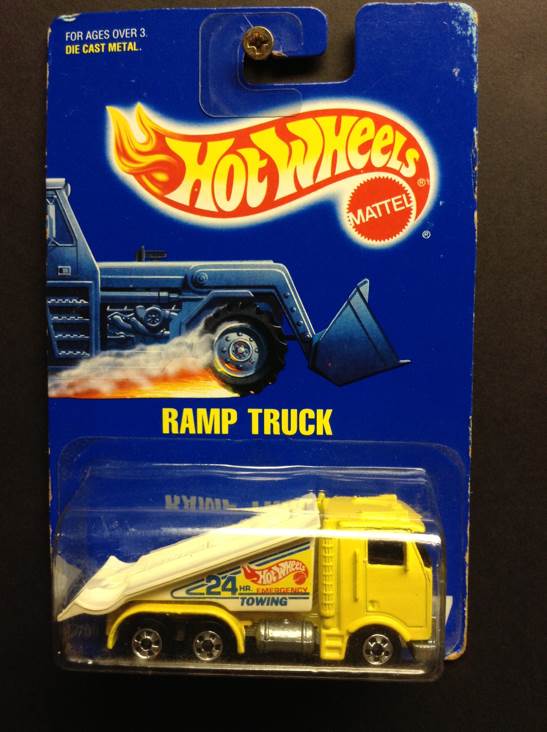 FOR AGES OVER 3.
DIE CAST METAL.
HOT WHEELS®
MATTEL
®
RAMP TRUCK
HOT WHEELS
24 HR. EMERGENCY
TOWING